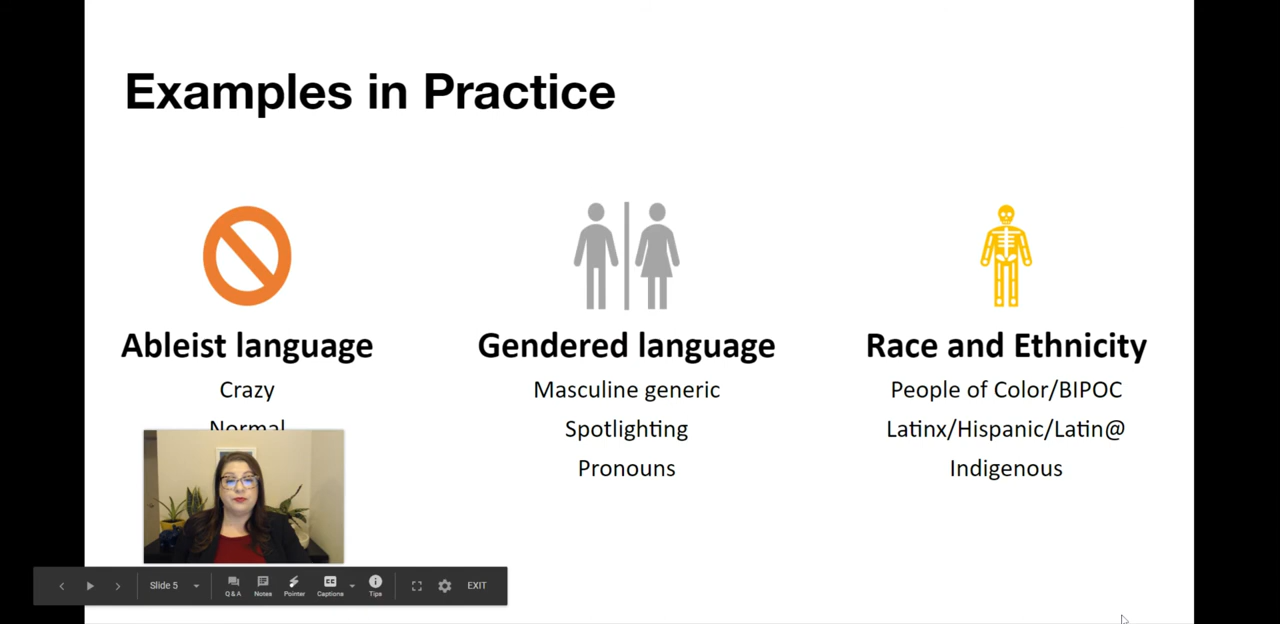 Examples in Practice
Ableist language
Crazy
Normal
Gendered language
Masculine generic
Spotlighting
Pronouns
Race and Ethnicity
People of Color/BIPOC
Latinx/Hispanic/Latin@
Indigenous
Slide 5
Q&A
Notes
Pointer
CC
Captions
Tips
EXIT